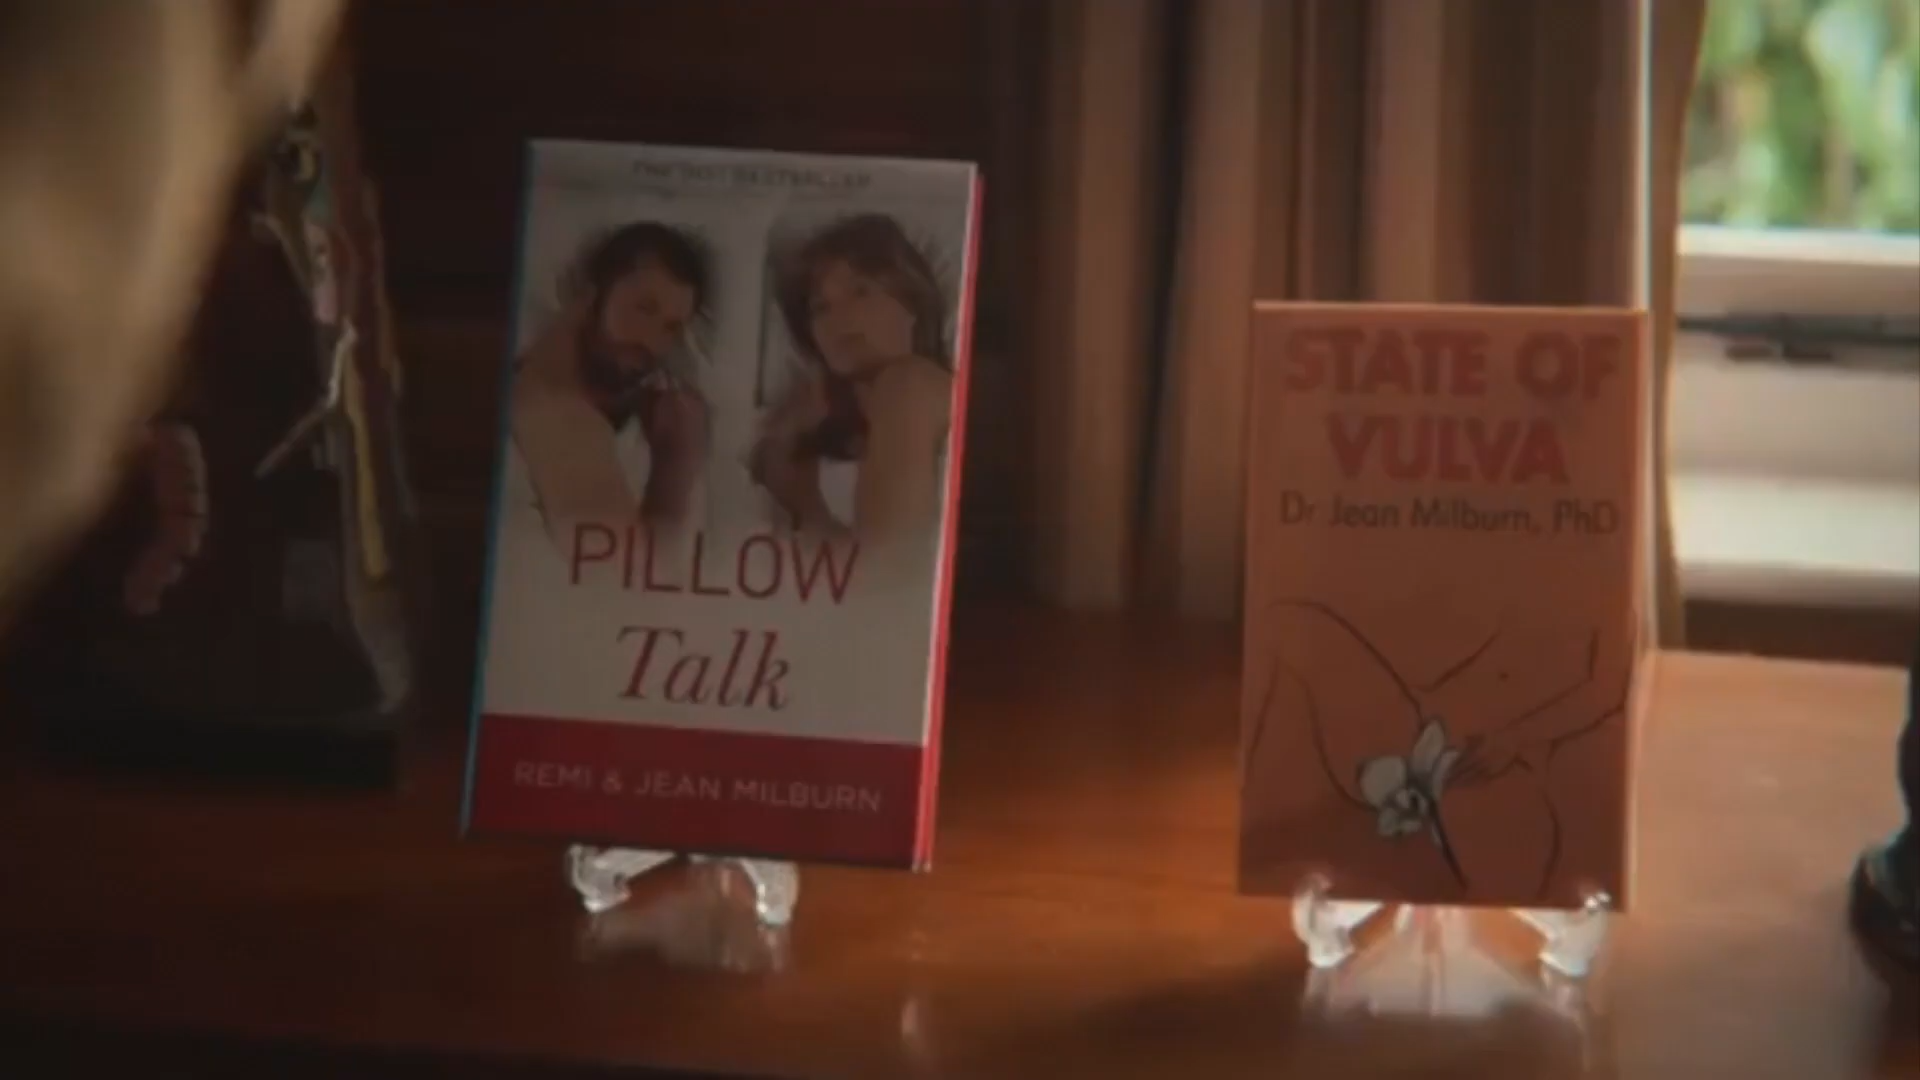 PILLOW
Talk
REMI & JEAN MILBURN
STATE OF
VULVA
Dr Jean Milburn, PhD